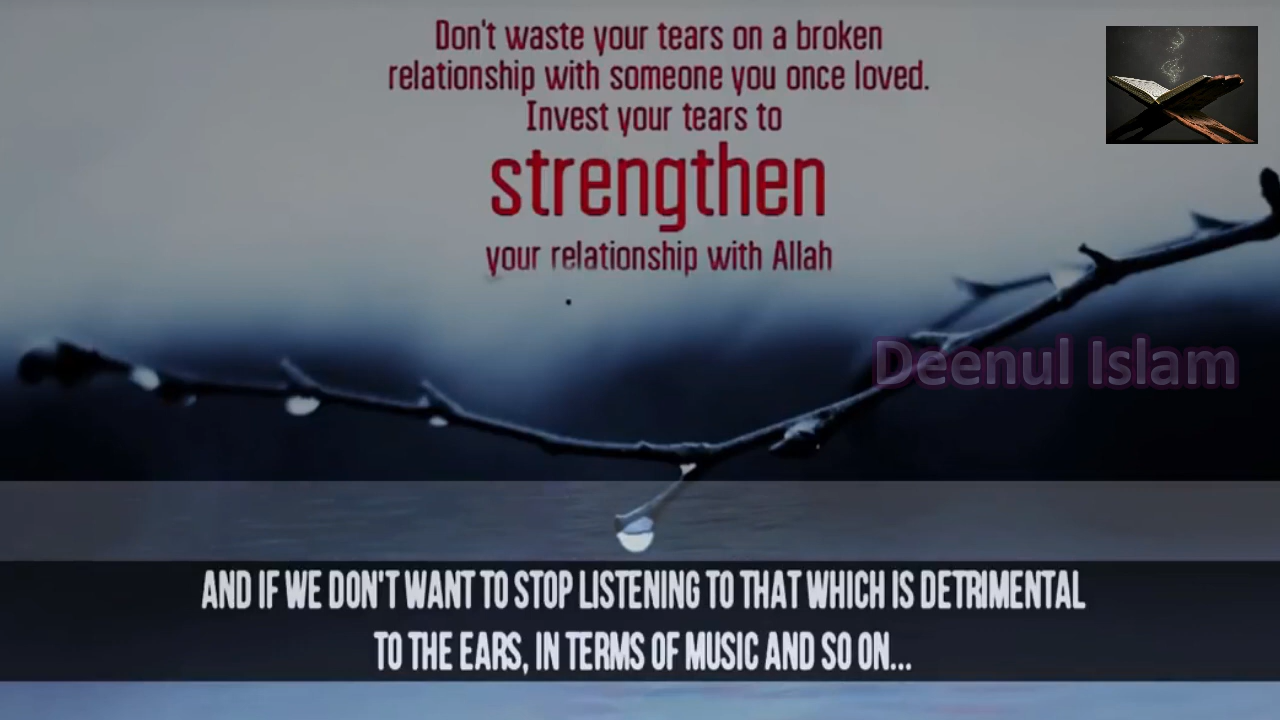 Don't waste your tears on a broken
relationship with someone you once loved.
Invest your tears to
strengthen
your relationship with Allah
Deenul Islam
AND IF WE DON'T WANT TO STOP LISTENING TO THAT WHICH IS DETRIMENTAL
TO THE EARS, IN TERMS OF MUSIC AND SO ON...